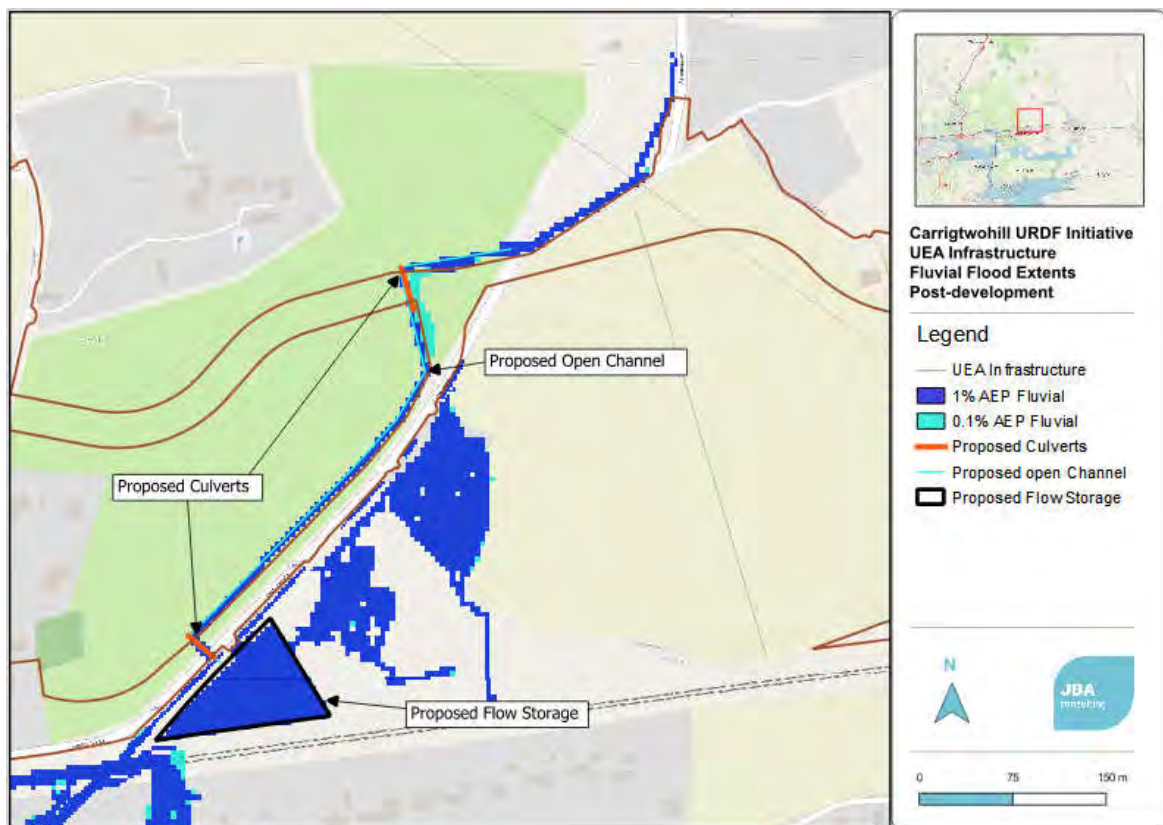 Proposed Open Channel
Proposed Culverts
Proposed Flow Storage
Carrigtwohill URDF Initiative
UEA Infrastructure
Fluvial Flood Extents
Post-development
Legend
UEA Infrastructure
1% AEP Fluvial
0.1% AEP Fluvial
Proposed Culverts
Proposed open Channel
Proposed Flow Storage
N
JBA
consulting
0 75 150 m